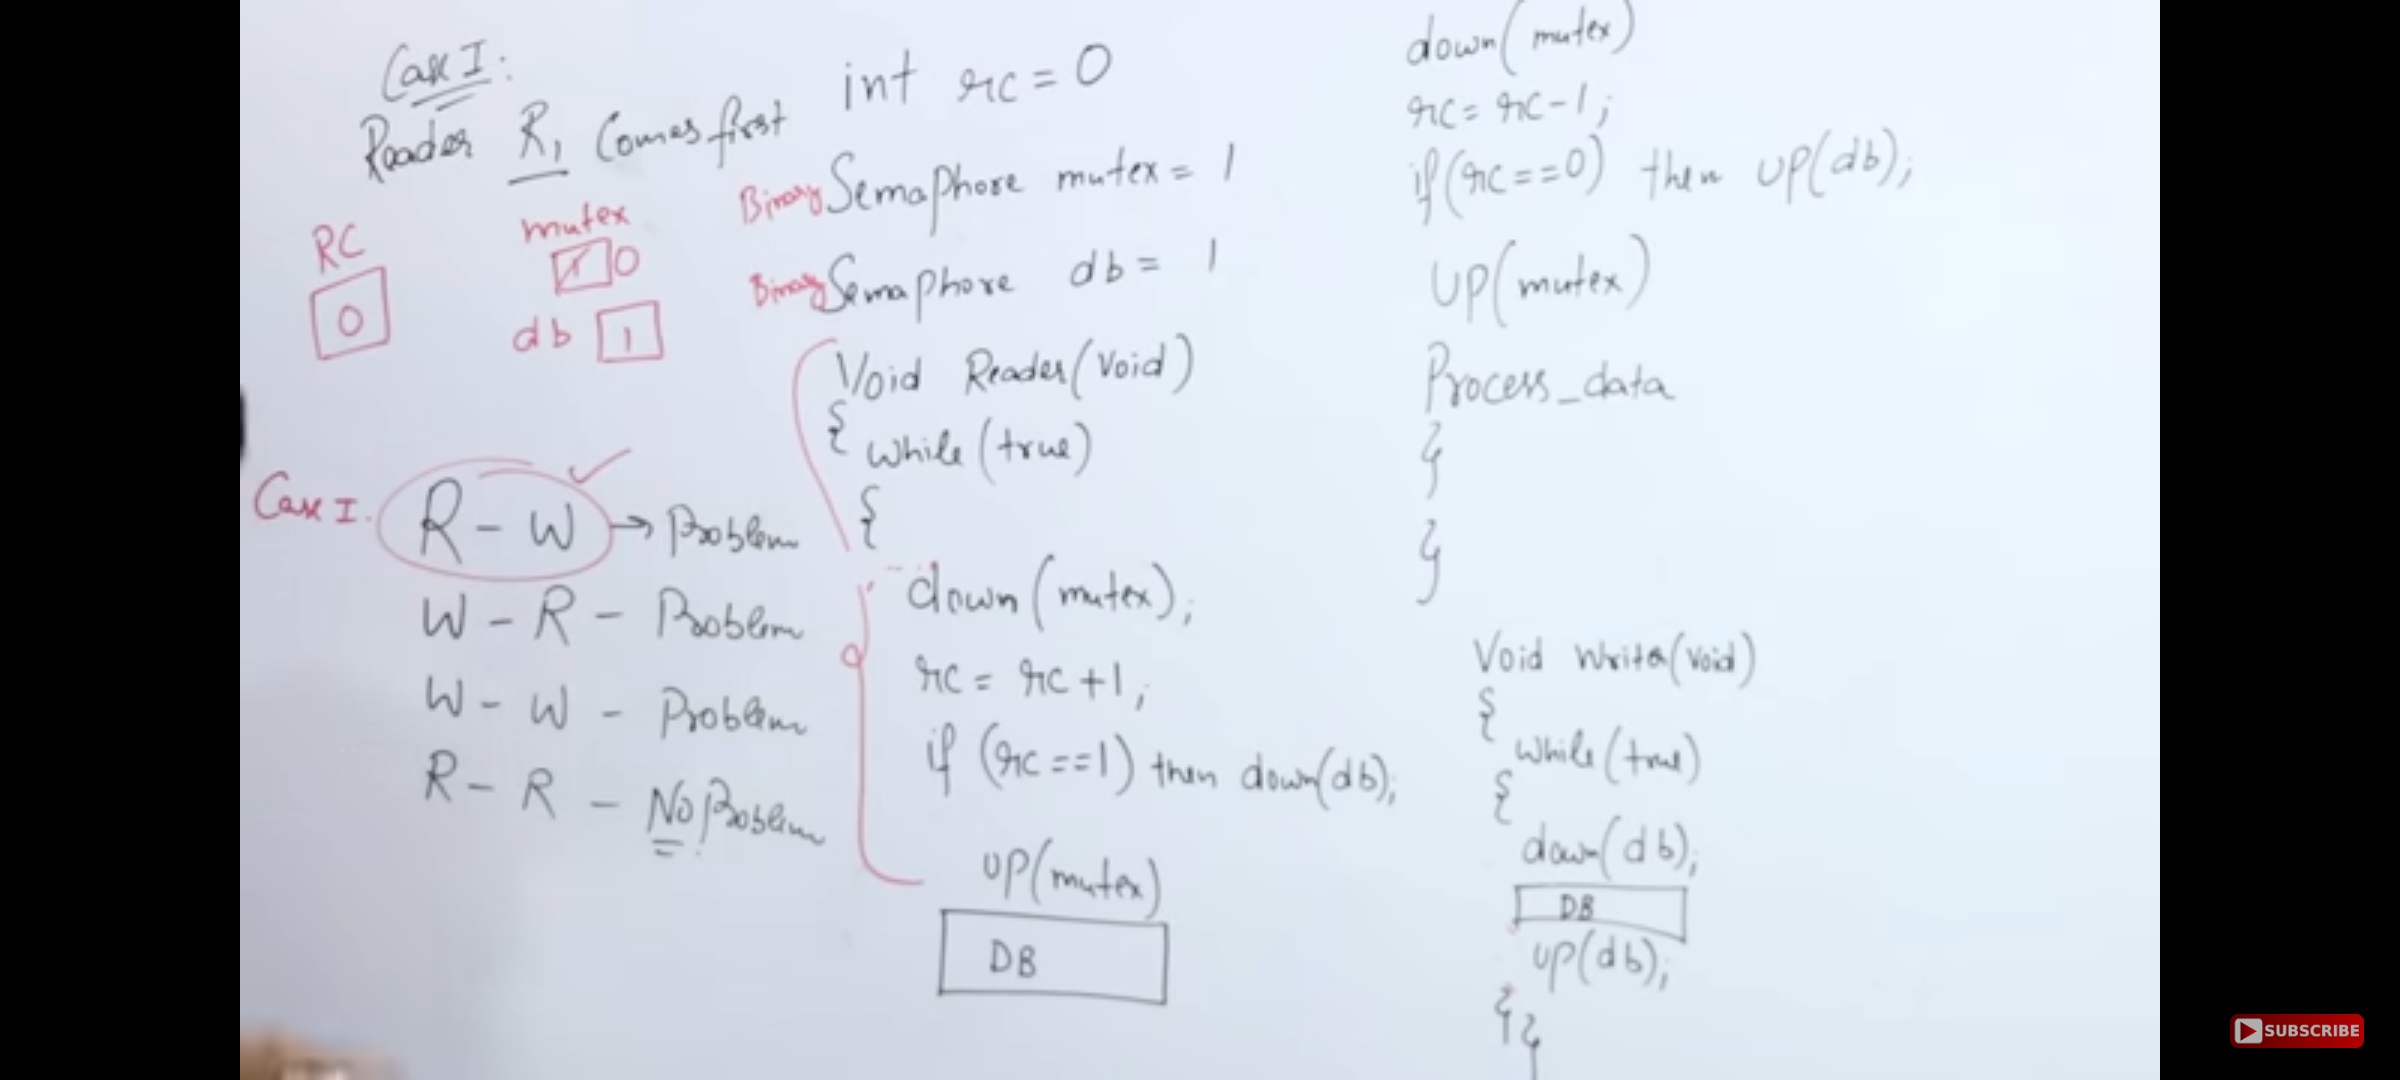 Case I:
Reader R1 Comes first
RC
0
mutex
1 0
db 1
Case I. R - W → Problem
W - R - Problem
W - W - Problem
R - R - No Problem
int rc = 0
Binary Semaphore mutex = 1
Binary Semaphore db = 1
Void Reader(Void)
{ while (true)
{
down (mutex);
rc = rc + 1;
if (rc==1) then down(db);
UP(mutex)
DB
down( mutex)
rc = rc-1;
if(rc==0) then UP(db);
UP(mutex)
Process_data
}
}
Void Writer(Void)
{
while (true)
{
down(db);
DB
up(db);
}}
SUBSCRIBE